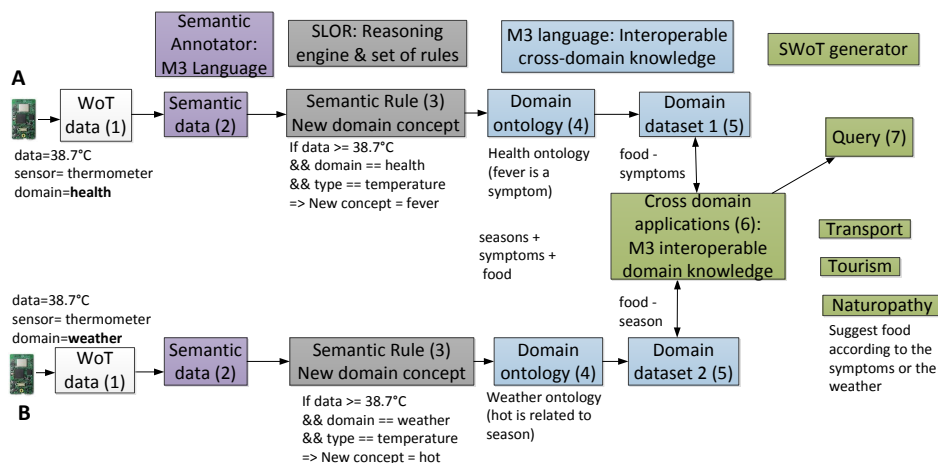 Semantic
Annotator:
M3 Language
SLOR: Reasoning
engine & set of rules
M3 language: Interoperable
cross-domain knowledge
SWoT generator
A
WoT
data (1)
Semantic
data (2)
Semantic Rule (3)
New domain concept
Domain
ontology (4)
Domain
dataset 1 (5)
Query (7)
data=38.7°C
sensor= thermometer
domain=health
If data >= 38.7°C
&& domain == health
&& type == temperature
=> New concept = fever
Health ontology
(fever is a
symptom)
food -
symptoms
Cross domain
applications (6):
M3 interoperable
domain knowledge
seasons +
symptoms +
food
Transport
Tourism
Naturopathy
Suggest food
according to the
symptoms or the
weather
food -
season
data=38.7°C
sensor= thermometer
domain=weather
WoT
data (1)
Semantic
data (2)
Semantic Rule (3)
New domain concept
Domain
ontology (4)
Domain
dataset 2 (5)
B
If data >= 38.7°C
&& domain == weather
&& type == temperature
=> New concept = hot
Weather ontology
(hot is related to
season)